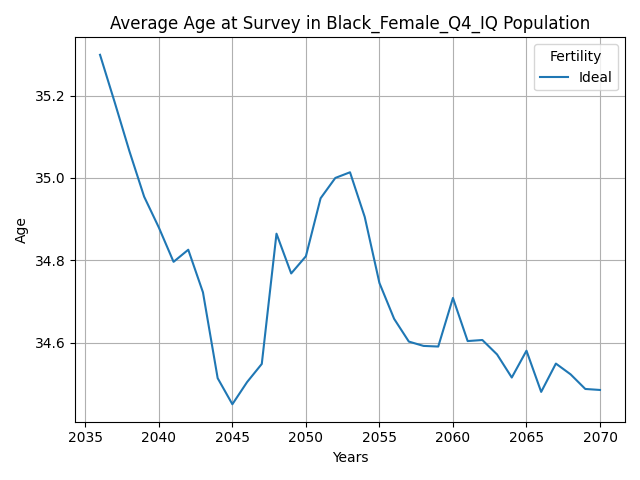 Average Age at Survey in Black_Female_Q4_IQ Population
Fertility
Ideal
35.2
35.0
34.8
34.6
Age
2035
2040
2045
2050
2055
2060
2065
2070
Years